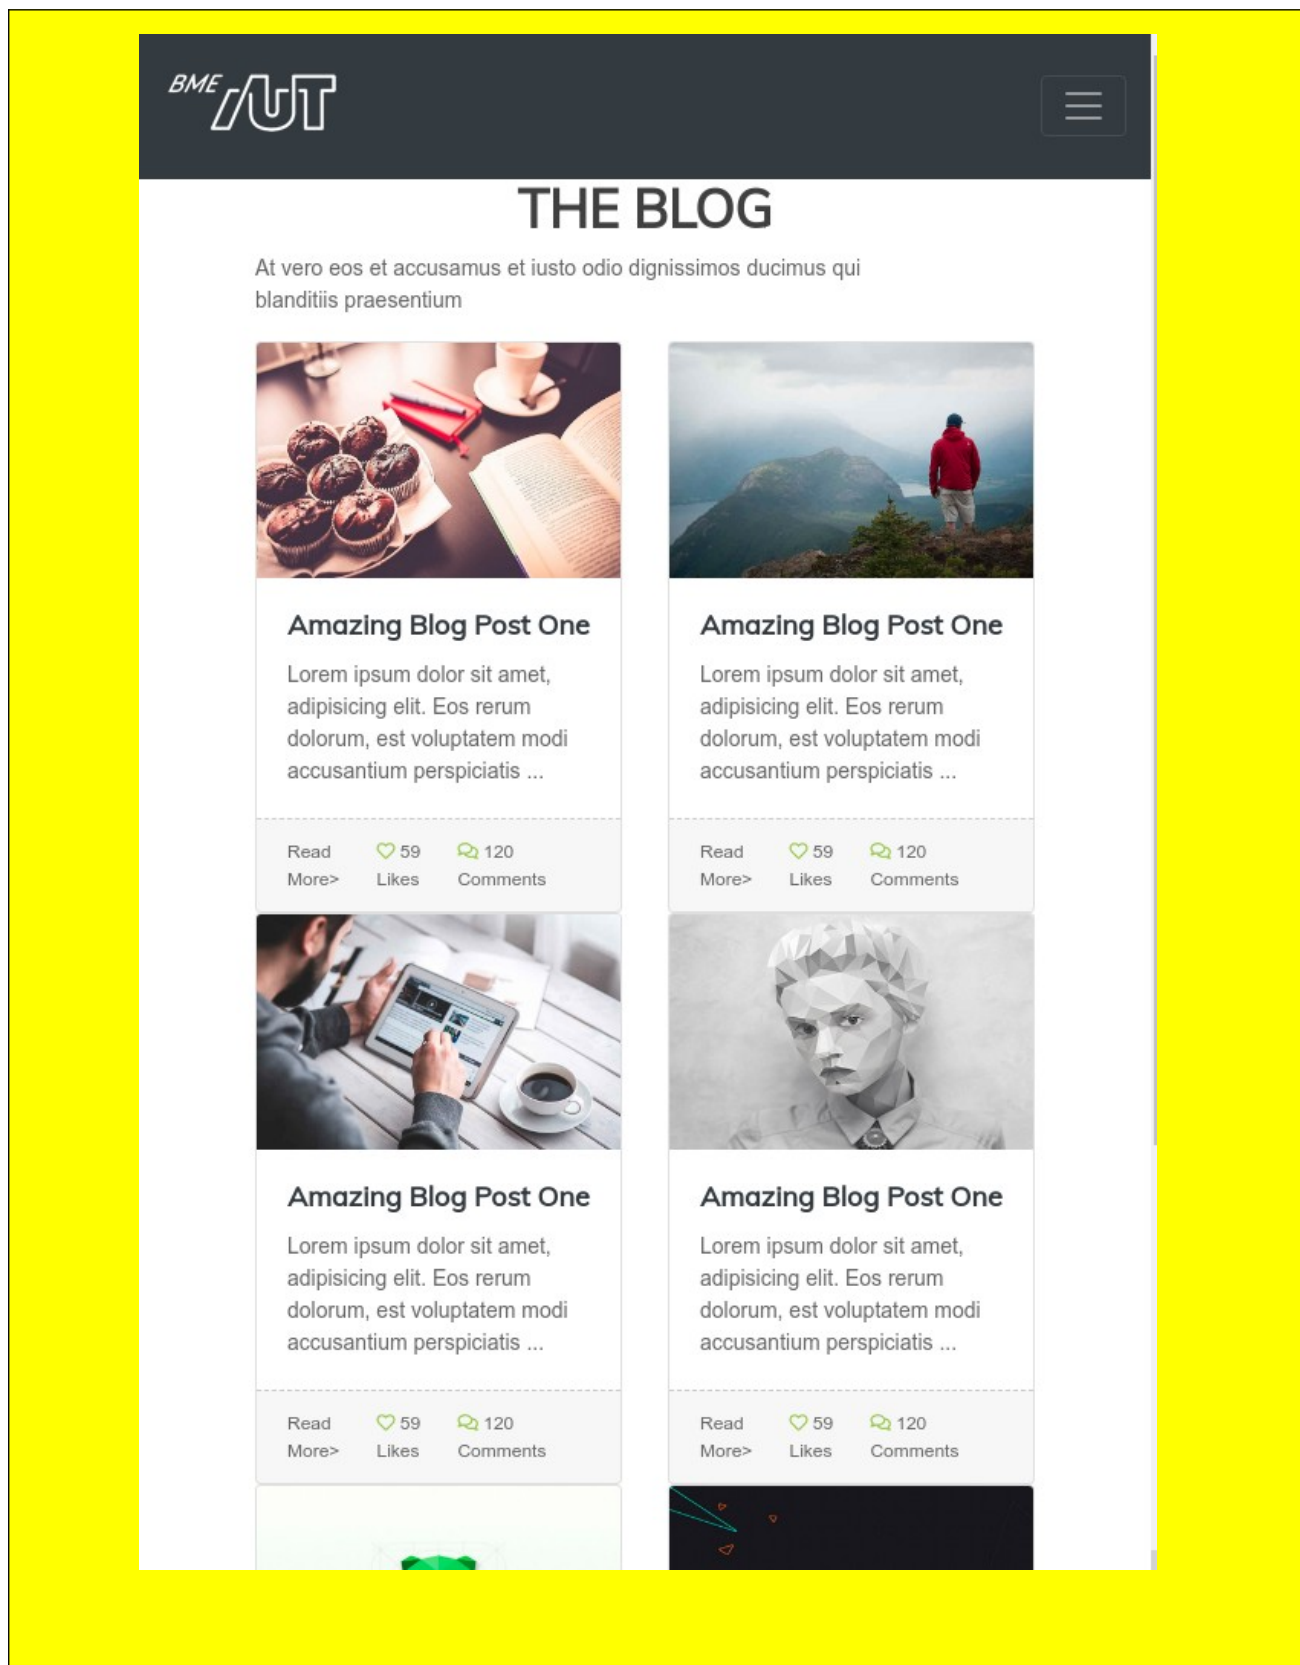 BME AUT
THE BLOG
At vero eos et accusamus et iusto odio dignissimos ducimus qui
blanditiis praesentium
Amazing Blog Post One
Lorem ipsum dolor sit amet,
adipisicing elit. Eos rerum
dolorum, est voluptatem modi
accusantium perspiciatis ...
Read
More>
59
Likes
120
Comments
Amazing Blog Post One
Lorem ipsum dolor sit amet,
adipisicing elit. Eos rerum
dolorum, est voluptatem modi
accusantium perspiciatis ...
Read
More>
59
Likes
120
Comments
Amazing Blog Post One
Lorem ipsum dolor sit amet,
adipisicing elit. Eos rerum
dolorum, est voluptatem modi
accusantium perspiciatis ...
Read
More>
59
Likes
120
Comments
Amazing Blog Post One
Lorem ipsum dolor sit amet,
adipisicing elit. Eos rerum
dolorum, est voluptatem modi
accusantium perspiciatis ...
Read
More>
59
Likes
120
Comments